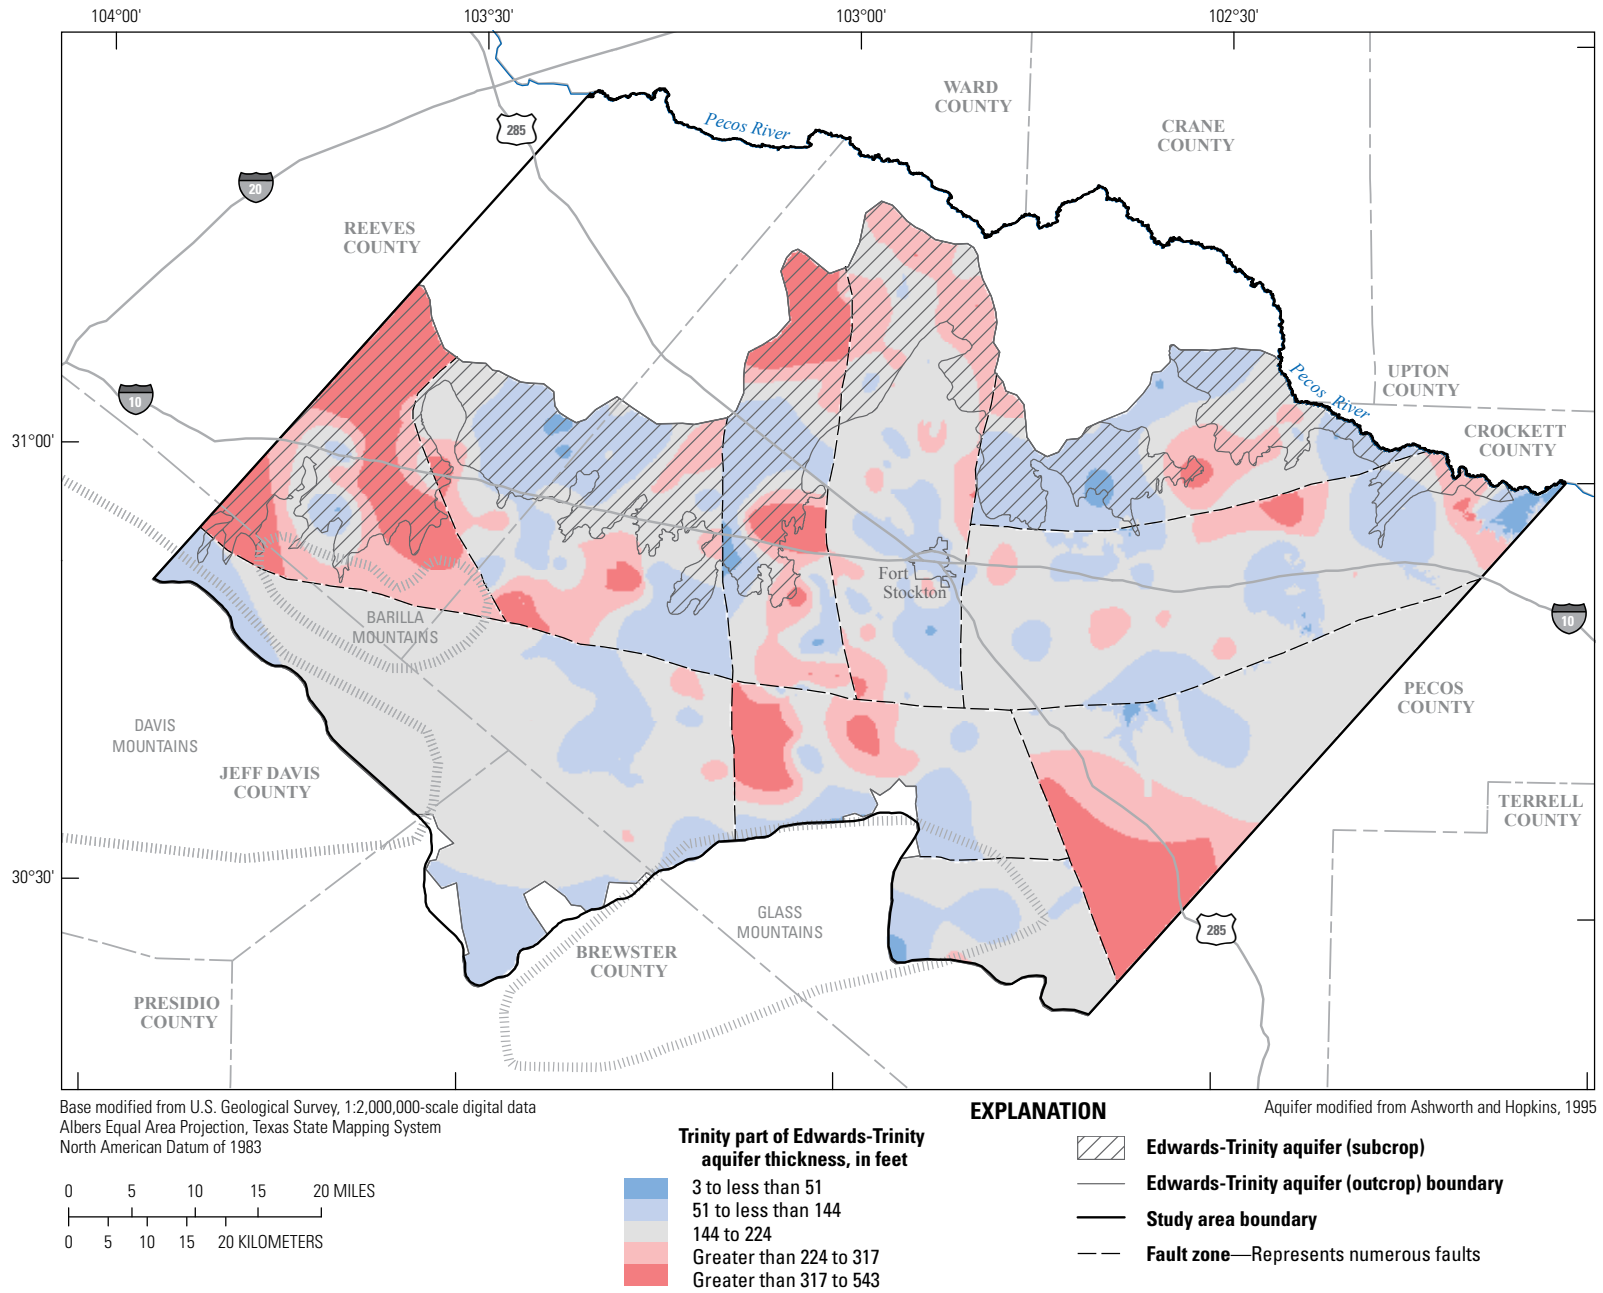 104°00'
103°30'
103°00'
102°30'
WARD
COUNTY
CRANE
COUNTY
Pecos River
285
20
REEVES
COUNTY
UPTON
COUNTY
Pecos River
10
31°00'
CROCKETT
COUNTY
Fort
Stockton
BARILLA
MOUNTAINS
10
PECOS
COUNTY
DAVIS
MOUNTAINS
JEFF DAVIS
COUNTY
TERRELL
COUNTY
30°30'
GLASS
MOUNTAINS
285
BREWSTER
COUNTY
PRESIDIO
COUNTY
Base modified from U.S. Geological Survey, 1:2,000,000-scale digital data
Albers Equal Area Projection, Texas State Mapping System
North American Datum of 1983
Aquifer modified from Ashworth and Hopkins, 1995
0 5 10 15 20 MILES
0 5 10 15 20 KILOMETERS
EXPLANATION
Trinity part of Edwards-Trinity
aquifer thickness, in feet
3 to less than 51
51 to less than 144
144 to 224
Greater than 224 to 317
Greater than 317 to 543
Edwards-Trinity aquifer (subcrop)
Edwards-Trinity aquifer (outcrop) boundary
Study area boundary
Fault zone—Represents numerous faults